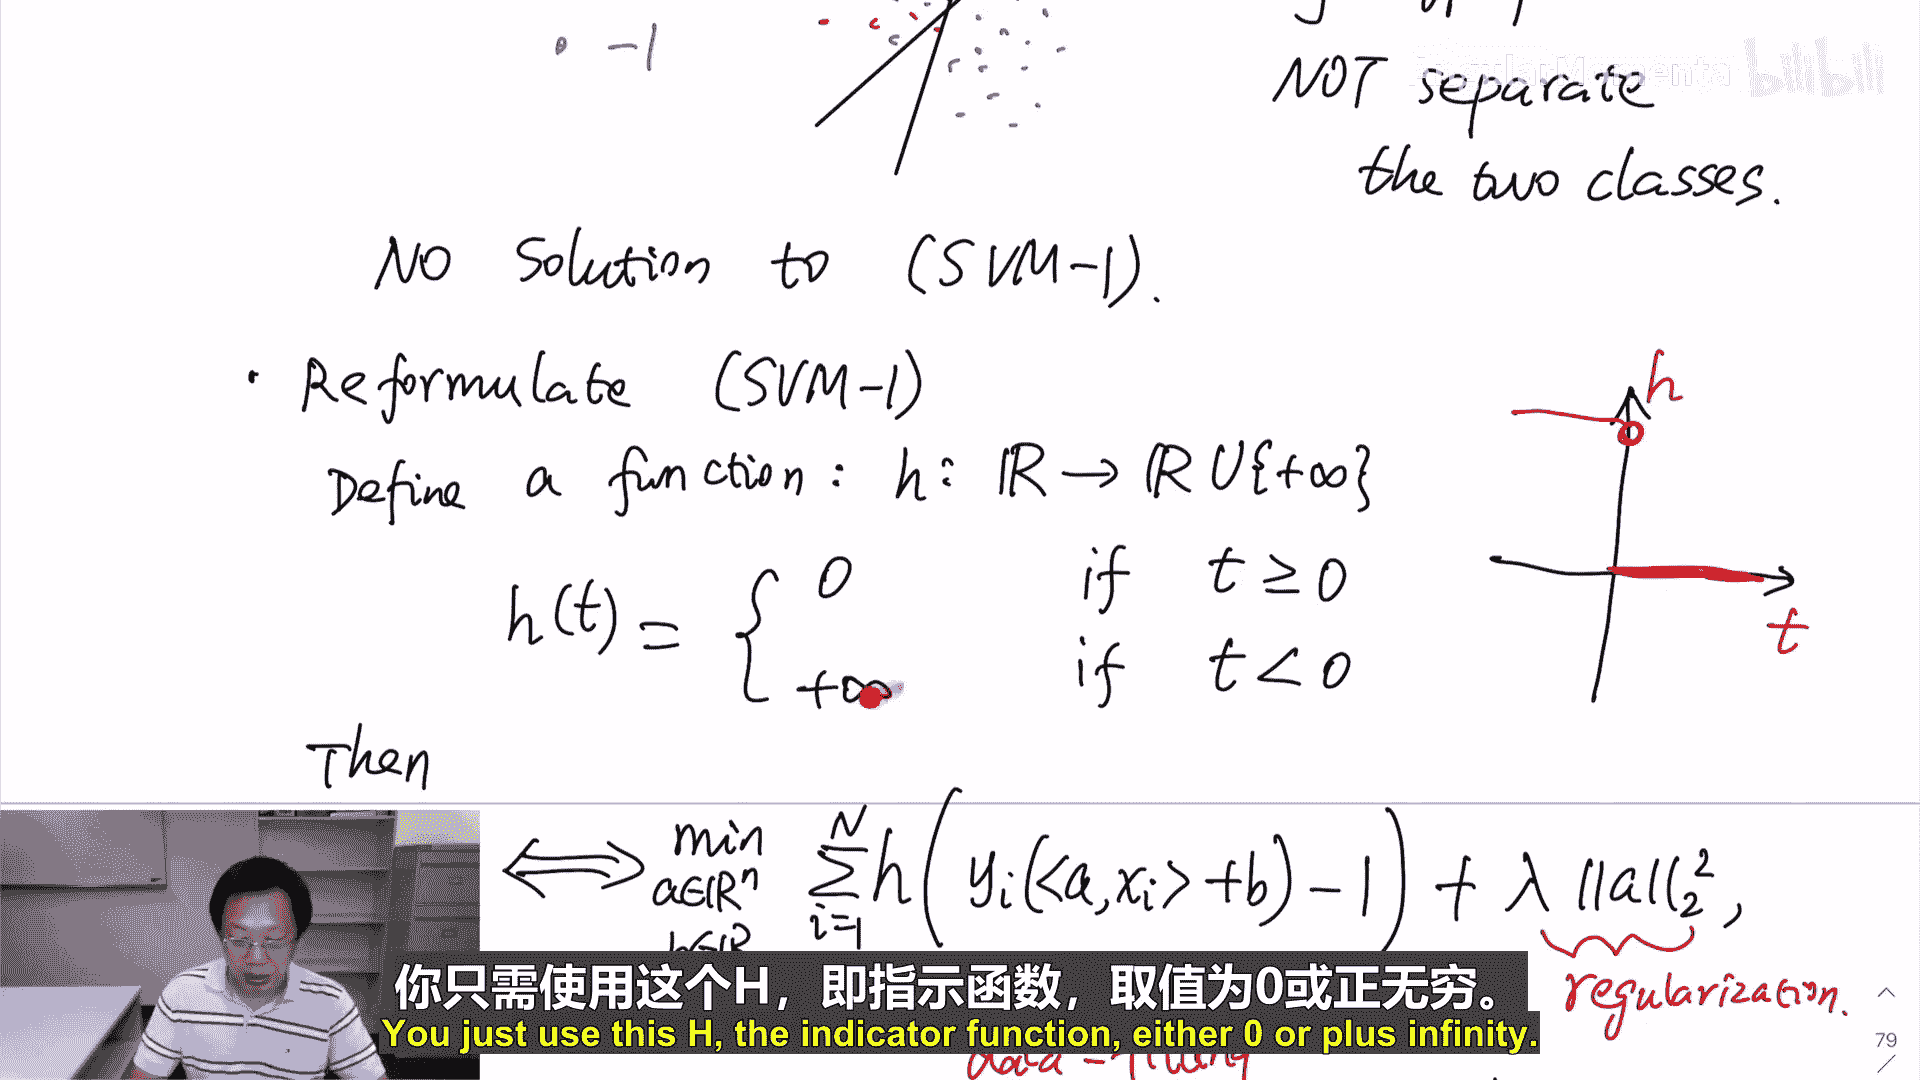 -1
NOT separate
bilibili
the two classes.
NO Solution to (SVM-1).
· Reformulate (SVM-1)
h
Define a function: h: ℝ → ℝ ∪ {+∞}
h(t) = { 0 if t ≥ 0
+∞ if t < 0
t
Then
⟺ min a∈ℝⁿ b∈ℝ ∑_{i=1}^{N} h( yᵢ(<a,xᵢ> + b) - 1 ) + λ ||a||₂²,
regularization.
你只需使用这个H，即指示函数，取值为0或正无穷。
You just use this H, the indicator function, either 0 or plus infinity.
79